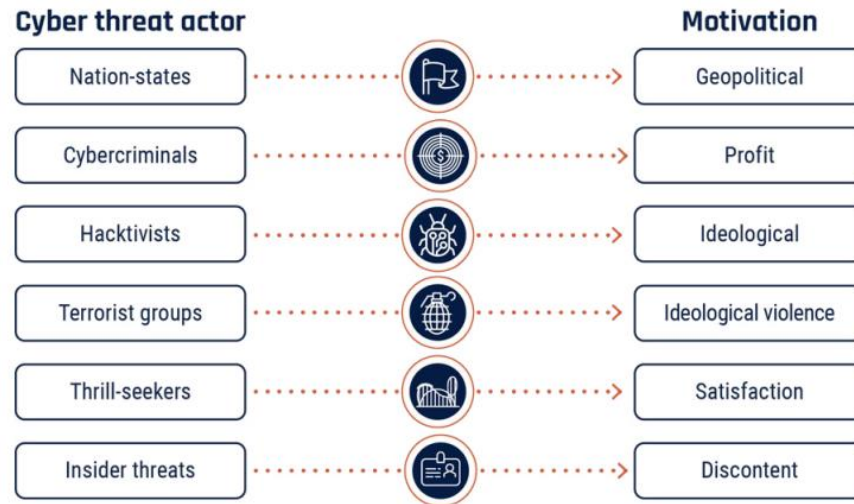 Cyber threat actor Motivation
Nation-states Geopolitical
Cybercriminals $ Profit
Hacktivists Ideological
Terrorist groups Ideological violence
Thrill-seekers Satisfaction
Insider threats Discontent